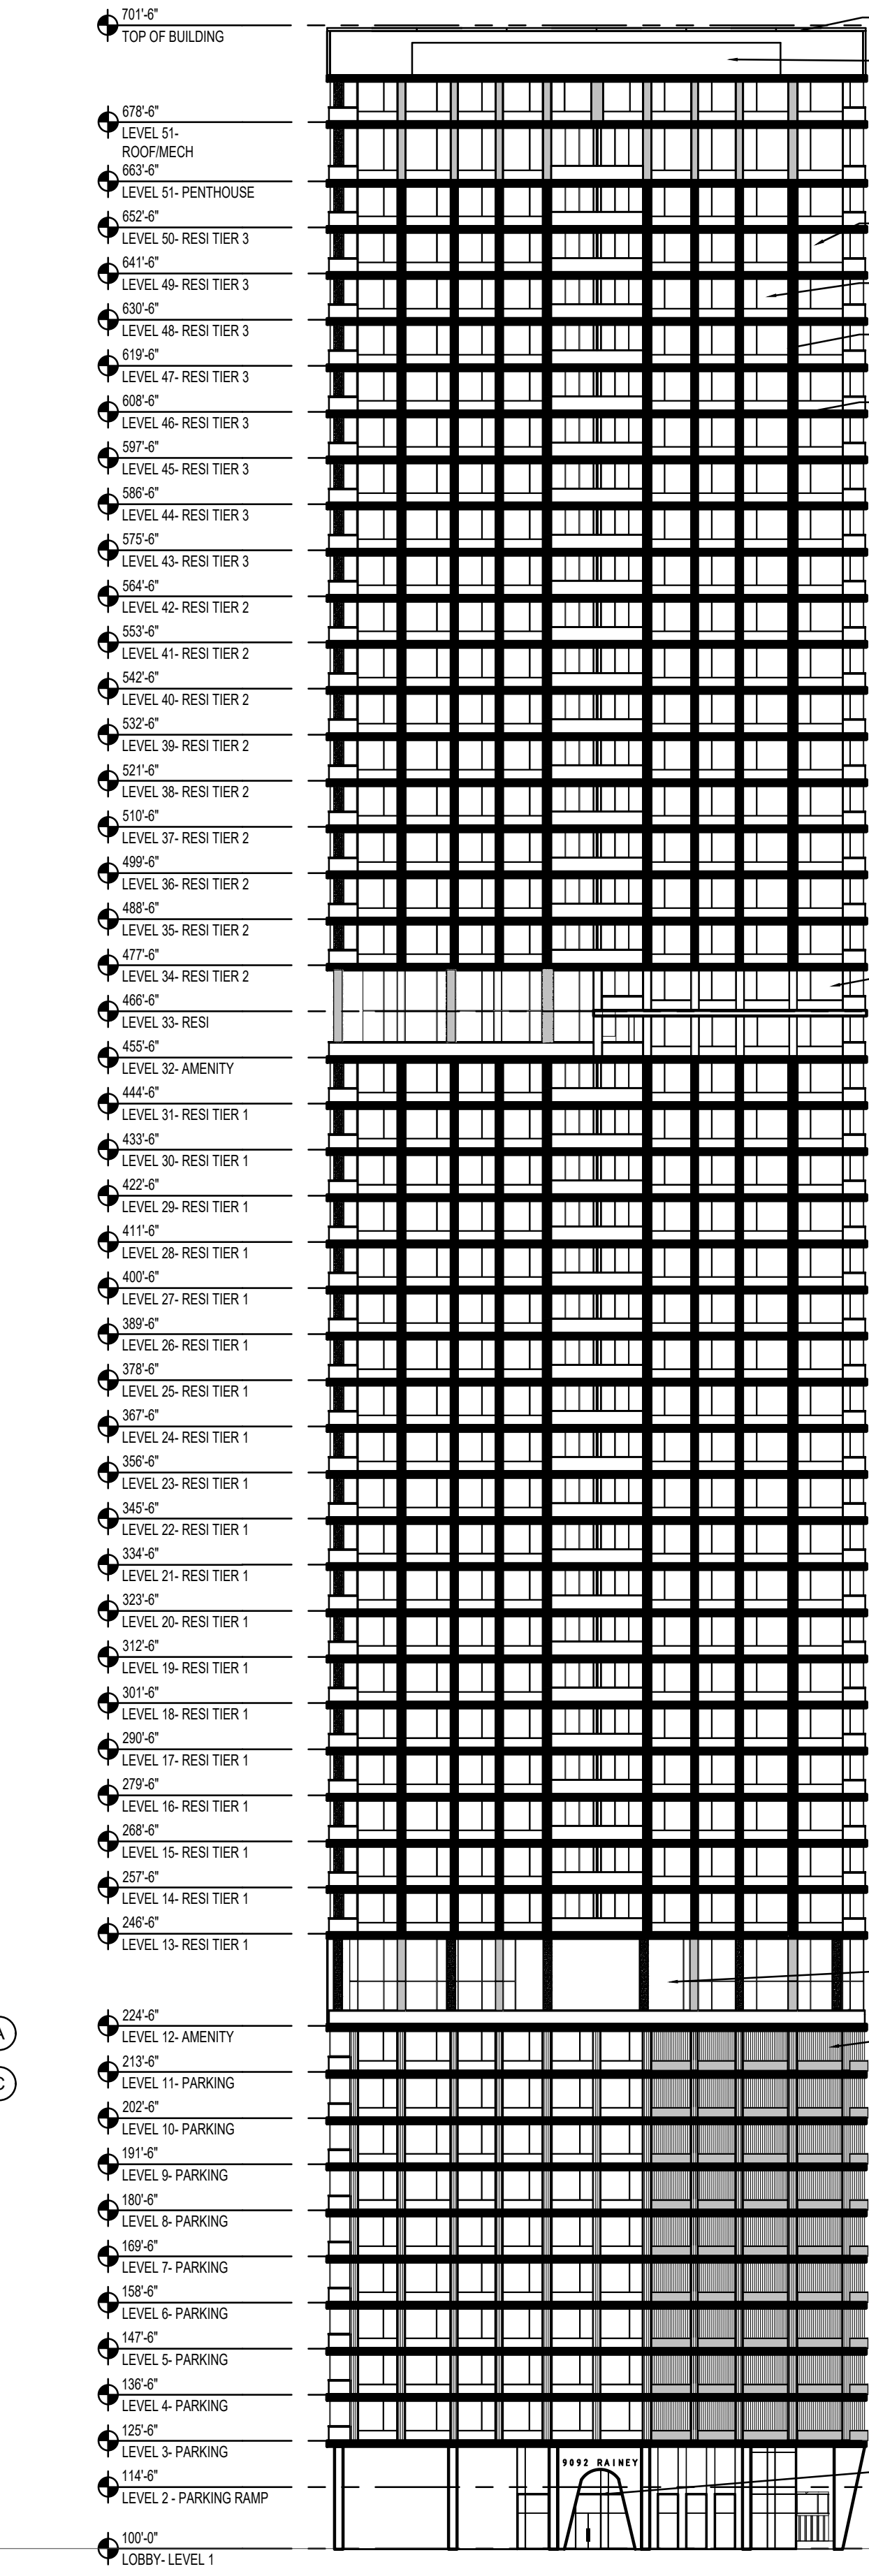 701'-6"
TOP OF BUILDING
678'-6"
LEVEL 51-
ROOF/MECH
663'-6"
LEVEL 51- PENTHOUSE
652'-6"
LEVEL 50- RESI TIER 3
641'-6"
LEVEL 49- RESI TIER 3
630'-6"
LEVEL 48- RESI TIER 3
619'-6"
LEVEL 47- RESI TIER 3
608'-6"
LEVEL 46- RESI TIER 3
597'-6"
LEVEL 45- RESI TIER 3
586'-6"
LEVEL 44- RESI TIER 3
575'-6"
LEVEL 43- RESI TIER 3
564'-6"
LEVEL 42- RESI TIER 2
553'-6"
LEVEL 41- RESI TIER 2
542'-6"
LEVEL 40- RESI TIER 2
532'-6"
LEVEL 39- RESI TIER 2
521'-6"
LEVEL 38- RESI TIER 2
510'-6"
LEVEL 37- RESI TIER 2
499'-6"
LEVEL 36- RESI TIER 2
488'-6"
LEVEL 35- RESI TIER 2
477'-6"
LEVEL 34- RESI TIER 2
466'-6"
LEVEL 33- RESI
455'-6"
LEVEL 32- AMENITY
444'-6"
LEVEL 31- RESI TIER 1
433'-6"
LEVEL 30- RESI TIER 1
422'-6"
LEVEL 29- RESI TIER 1
411'-6"
LEVEL 28- RESI TIER 1
400'-6"
LEVEL 27- RESI TIER 1
389'-6"
LEVEL 26- RESI TIER 1
378'-6"
LEVEL 25- RESI TIER 1
367'-6"
LEVEL 24- RESI TIER 1
356'-6"
LEVEL 23- RESI TIER 1
345'-6"
LEVEL 22- RESI TIER 1
334'-6"
LEVEL 21- RESI TIER 1
323'-6"
LEVEL 20- RESI TIER 1
312'-6"
LEVEL 19- RESI TIER 1
301'-6"
LEVEL 18- RESI TIER 1
290'-6"
LEVEL 17- RESI TIER 1
279'-6"
LEVEL 16- RESI TIER 1
268'-6"
LEVEL 15- RESI TIER 1
257'-6"
LEVEL 14- RESI TIER 1
246'-6"
LEVEL 13- RESI TIER 1
224'-6"
LEVEL 12- AMENITY
213'-6"
LEVEL 11- PARKING
202'-6"
LEVEL 10- PARKING
191'-6"
LEVEL 9- PARKING
180'-6"
LEVEL 8- PARKING
169'-6"
LEVEL 7- PARKING
158'-6"
LEVEL 6- PARKING
147'-6"
LEVEL 5- PARKING
136'-6"
LEVEL 4- PARKING
125'-6"
LEVEL 3- PARKING
9092 RAINEY
114'-6"
LEVEL 2 - PARKING RAMP
100'-0"
LOBBY- LEVEL 1